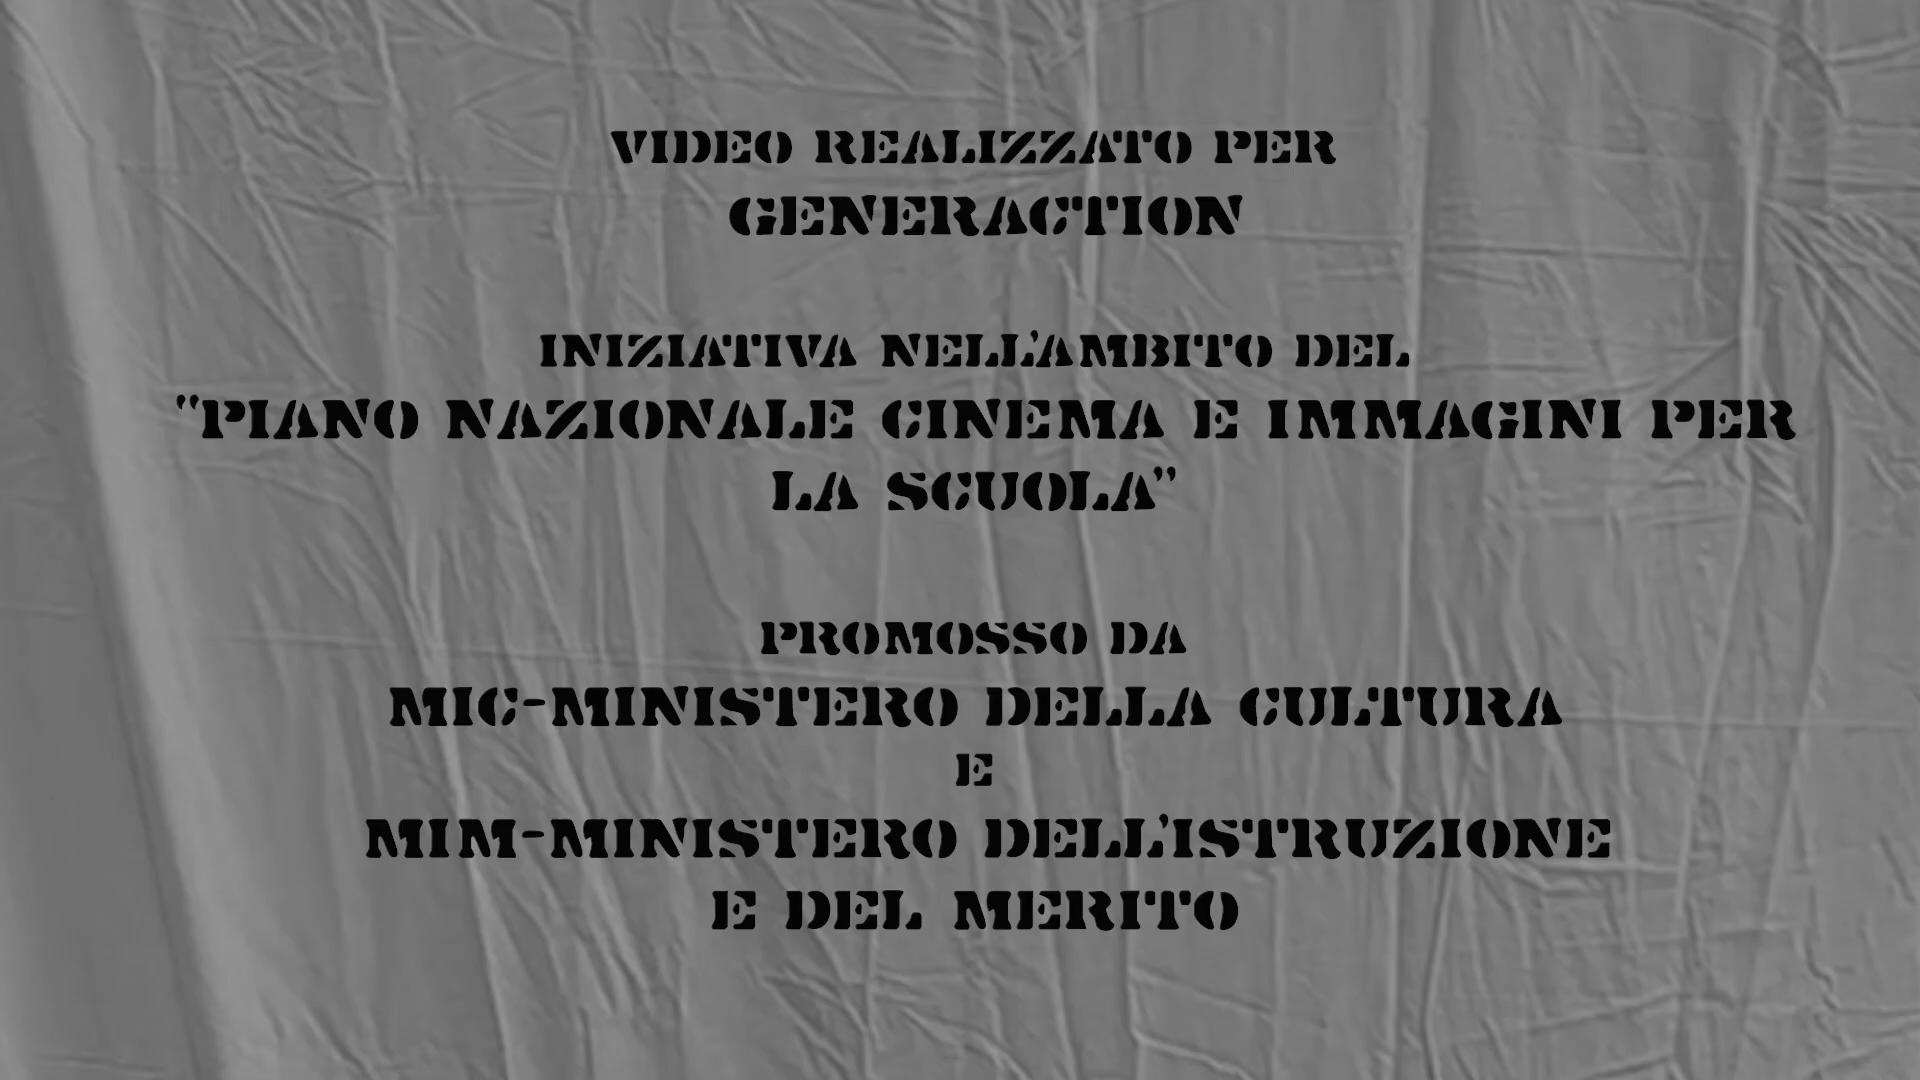 VIDEO REALIZZATO PER
GENERACTION
INIZIATIVA NELL'AMBITO DEL
"PIANO NAZIONALE CINEMA E IMMAGINI PER
LA SCUOLA"
PROMOSSO DA
MIC-MINISTERO DELLA CULTURA
E
MIM-MINISTERO DELL'ISTRUZIONE
E DEL MERITO